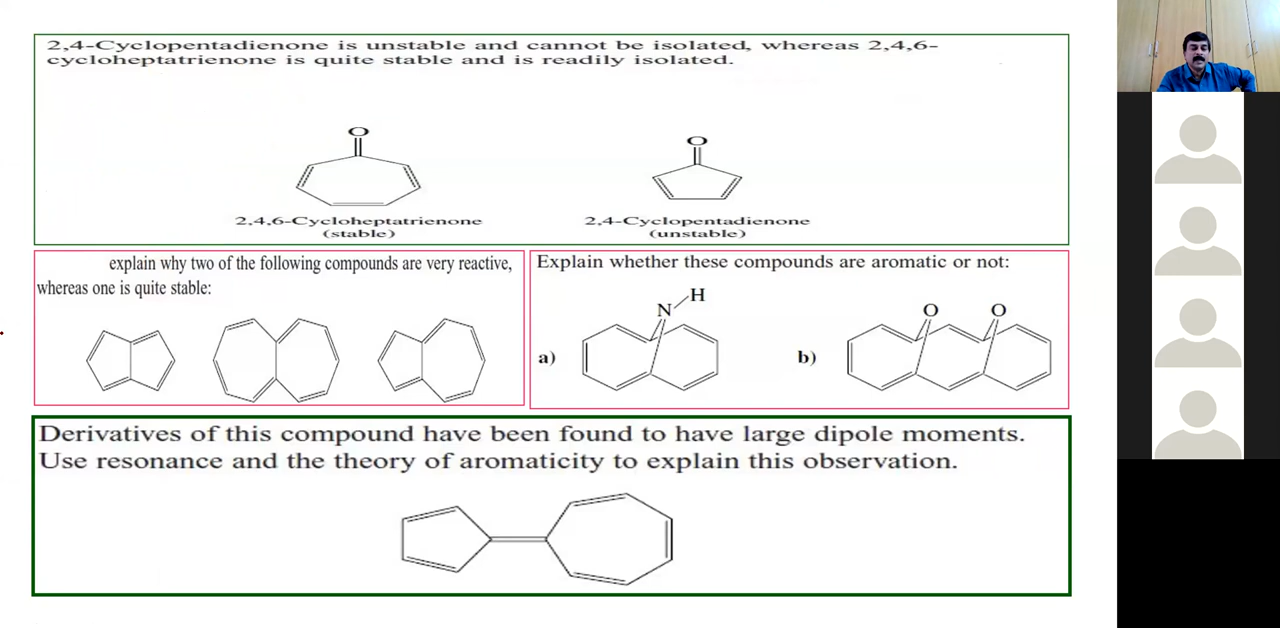 2,4-Cyclopentadienone is unstable and cannot be isolated, whereas 2,4,6-
cycloheptatrienone is quite stable and is readily isolated.
O
O
2,4,6-Cycloheptatrienone
(stable)
2,4-Cyclopentadienone
(unstable)
explain why two of the following compounds are very reactive,
whereas one is quite stable:
Explain whether these compounds are aromatic or not:
H
N
a)
O
O
b)
Derivatives of this compound have been found to have large dipole moments.
Use resonance and the theory of aromaticity to explain this observation.